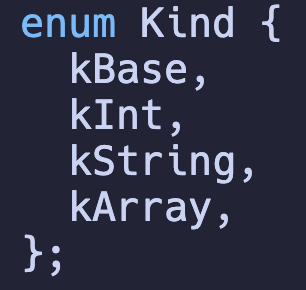 enum Kind {
  kBase,
  kInt,
  kString,
  kArray,
};